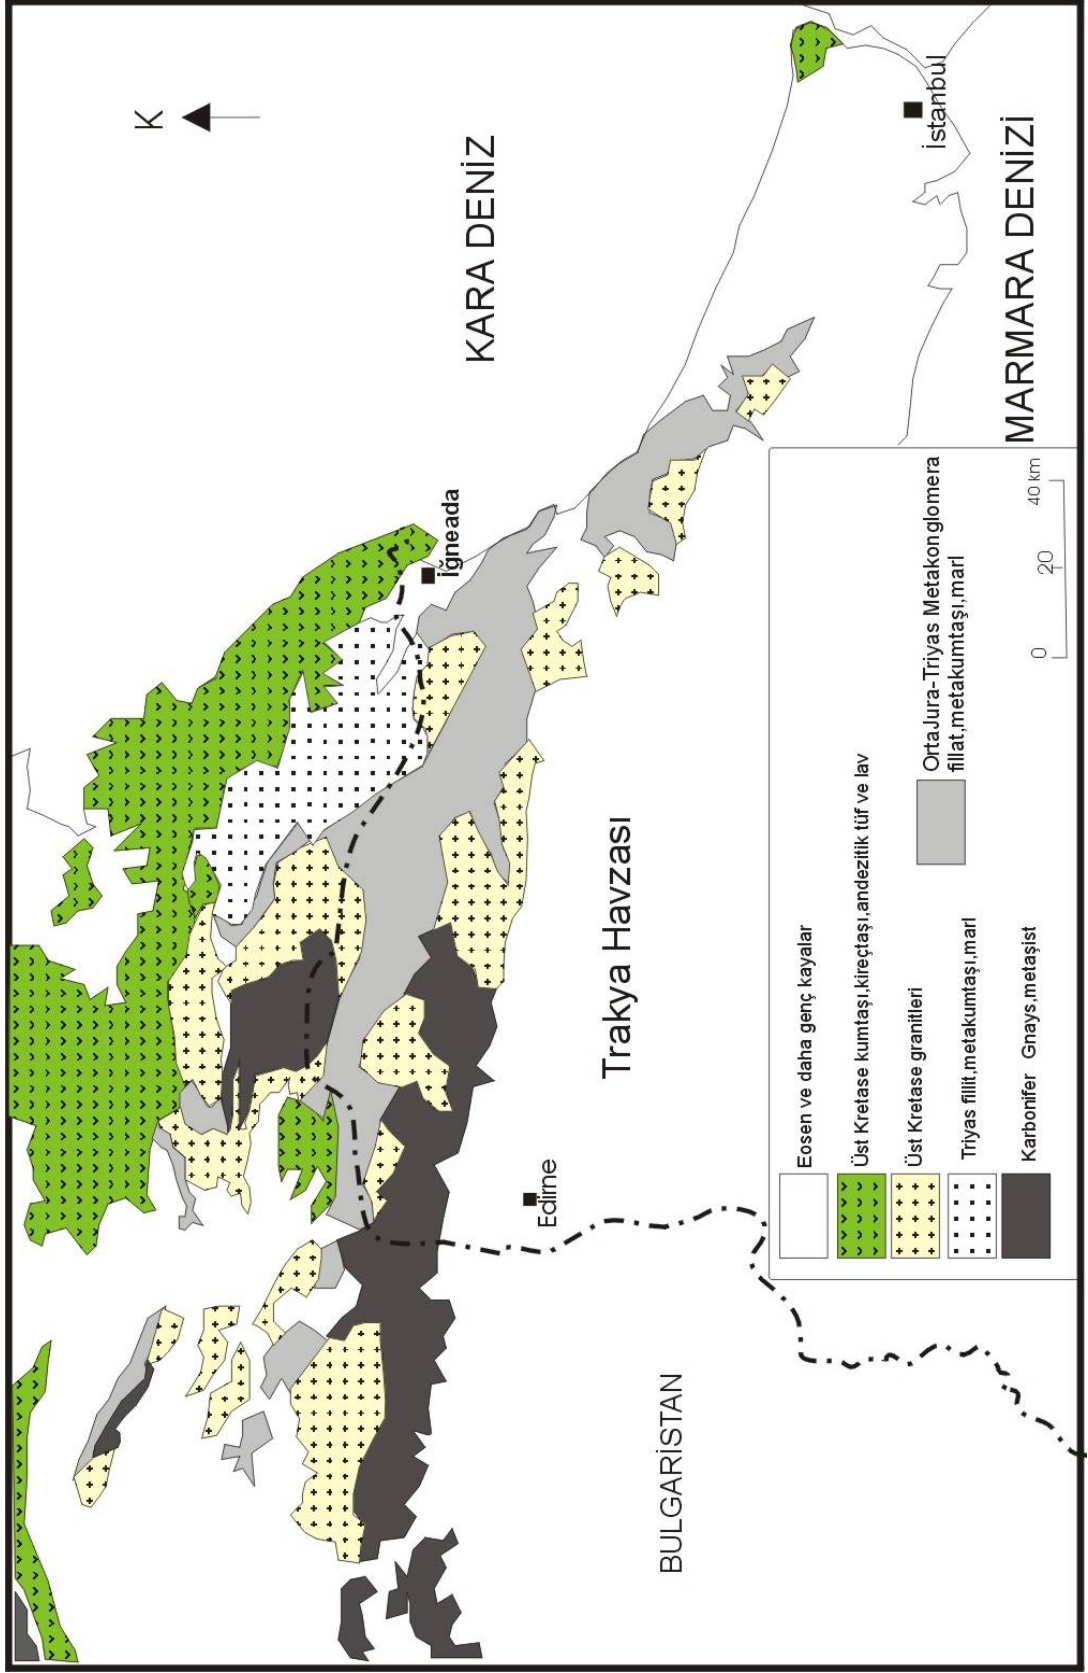 K
KARA DENİZ
İstanbul
MARMARA DENİZİ
İğneada
Trakya Havzası
Edirne
BULGARİSTAN
Eosen ve daha genç kayalar
Üst Kretase kumtaşı,kireçtaş,andezitik tüf ve lav
Üst Kretase granitleri
Triyas fillit,metakumtaşı,marl
Karbonifer Gnays,metaşist
OrtaJura-Triyas Metakonglomera
fillat,metakumtaşı,marl
0 20 40 km